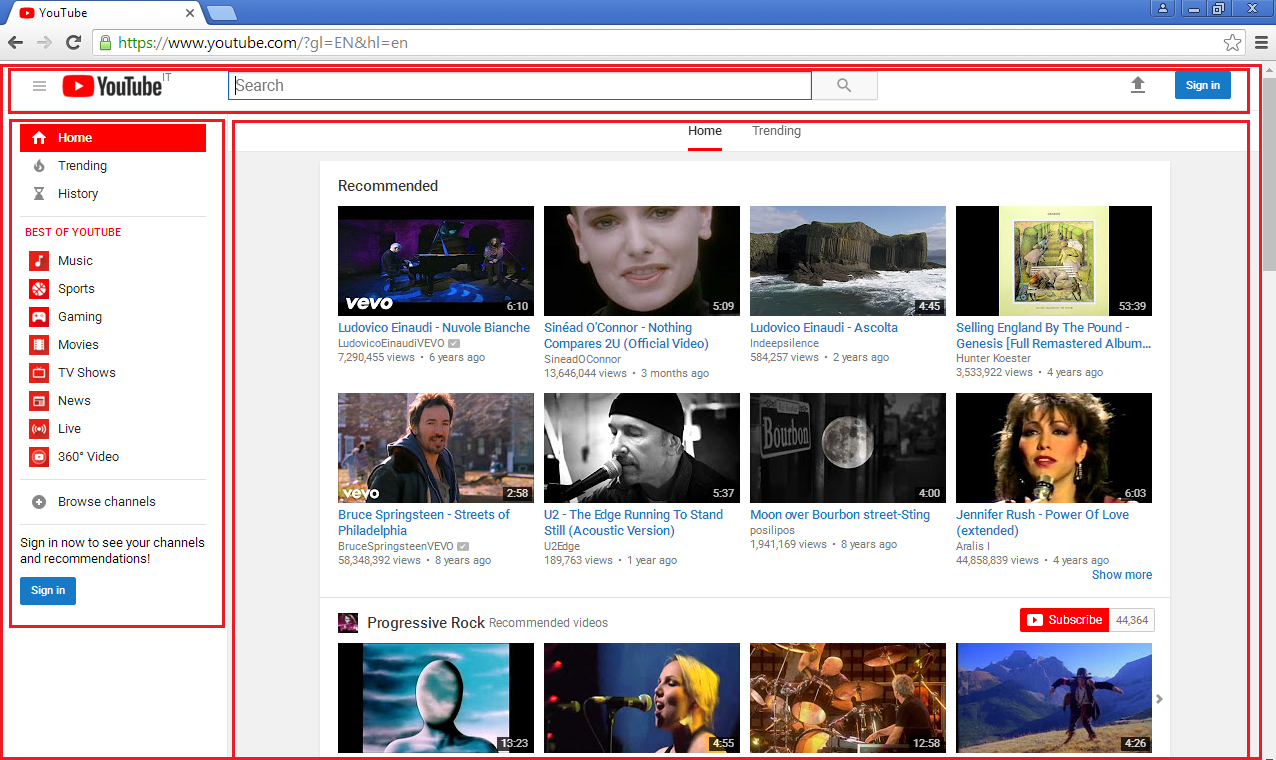 YouTube
https://www.youtube.com/?gl=EN&hl=en
YouTube IT
Search
Sign in
Home
Trending
History
BEST OF YOUTUBE
Music
Sports
Gaming
Movies
TV Shows
News
Live
360° Video
Browse channels
Sign in now to see your channels
and recommendations!
Sign in
Home Trending
Recommended
vevo 6:10
Ludovico Einaudi - Nuvole Bianche
LudovicoEinaudiVEVO
7,290,455 views • 6 years ago
5:09
Sinéad O'Connor - Nothing
Compares 2U (Official Video)
SineadOConnor
13,646,044 views • 3 months ago
4:45
Ludovico Einaudi - Ascolta
Indeepsilence
584,257 views • 2 years ago
53:39
Selling England By The Pound -
Genesis [Full Remastered Album...
Hunter Koester
3,533,922 views • 4 years ago
vevo 2:58
Bruce Springsteen - Streets of
Philadelphia
BruceSpringsteenVEVO
58,348,392 views • 8 years ago
5:37
U2 - The Edge Running To Stand
Still (Acoustic Version)
U2Edge
189,763 views • 1 year ago
Bourbon
4:00
Moon over Bourbon street-Sting
posilipos
1,941,169 views • 8 years ago
6:03
Jennifer Rush - Power Of Love
(extended)
Aralis I
44,858,839 views • 4 years ago
Show more
Progressive Rock Recommended videos
Subscribe 44,364
13:23
4:55
12:58
4:26